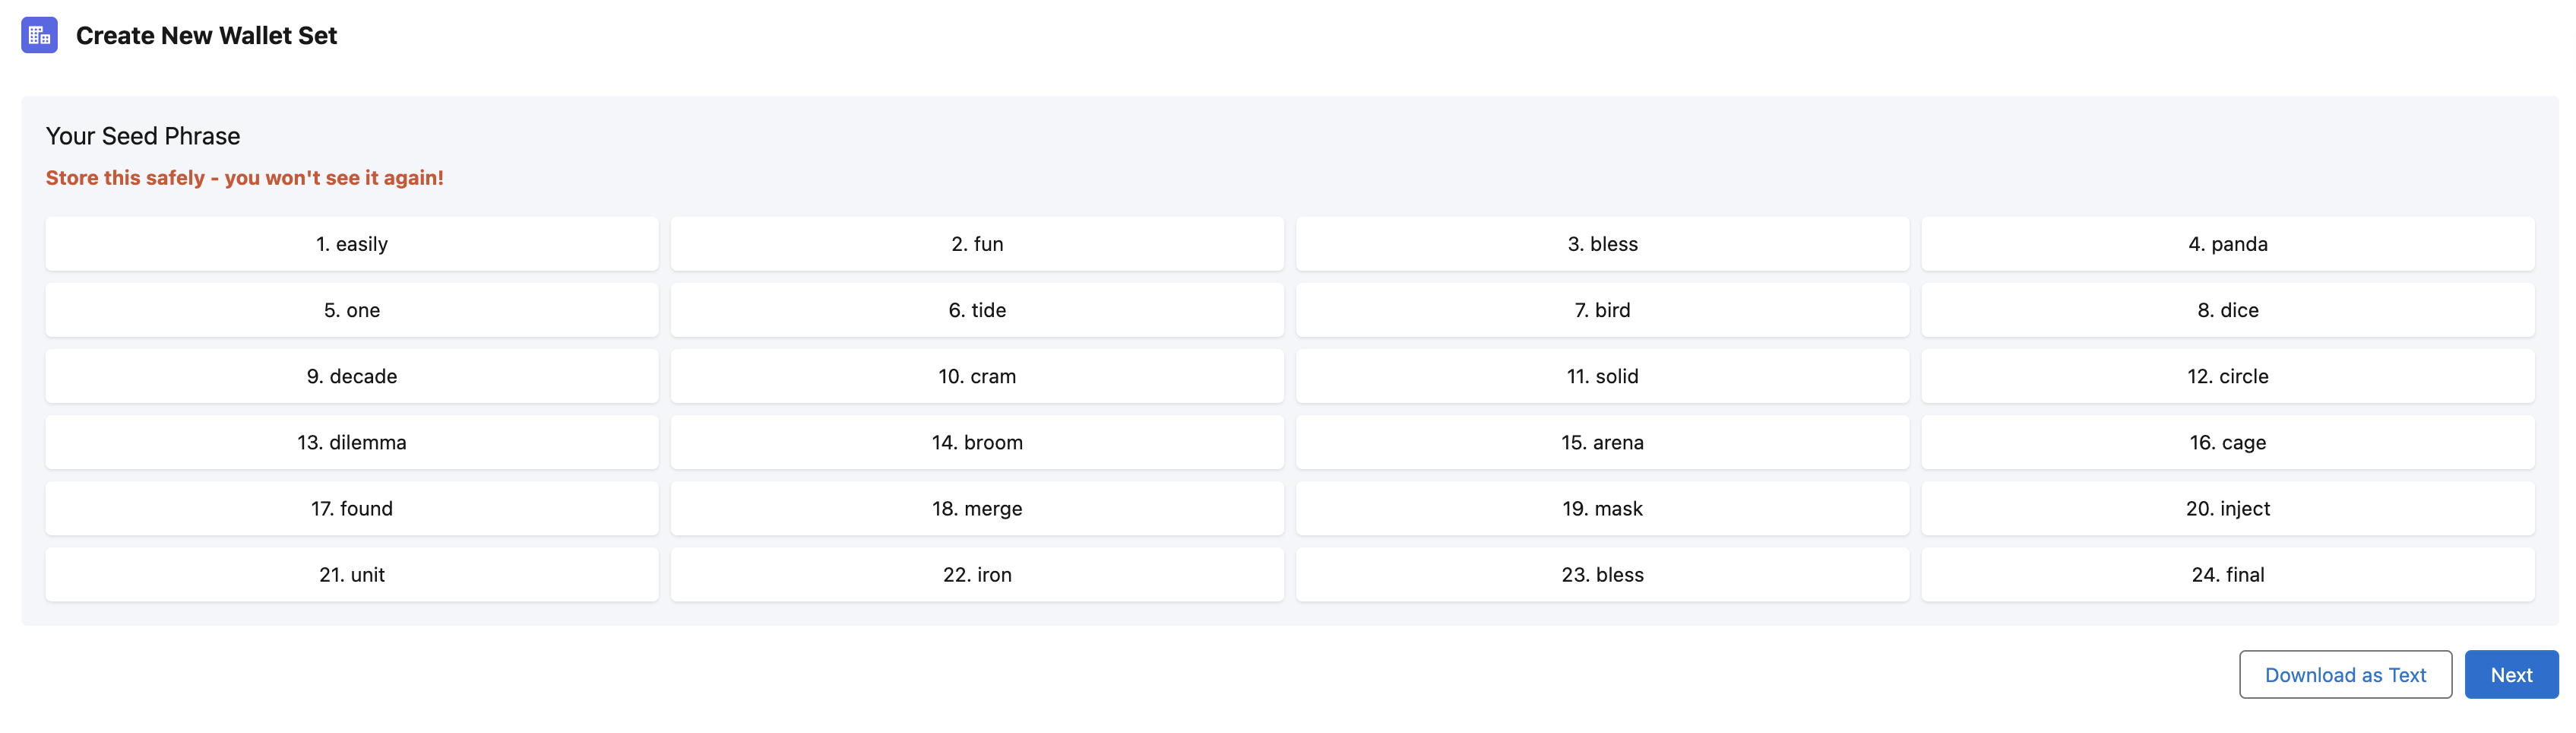 Create New Wallet Set
Your Seed Phrase
Store this safely - you won't see it again!
1. easily 2. fun 3. bless 4. panda
5. one 6. tide 7. bird 8. dice
9. decade 10. cram 11. solid 12. circle
13. dilemma 14. broom 15. arena 16. cage
17. found 18. merge 19. mask 20. inject
21. unit 22. iron 23. bless 24. final
Download as Text Next